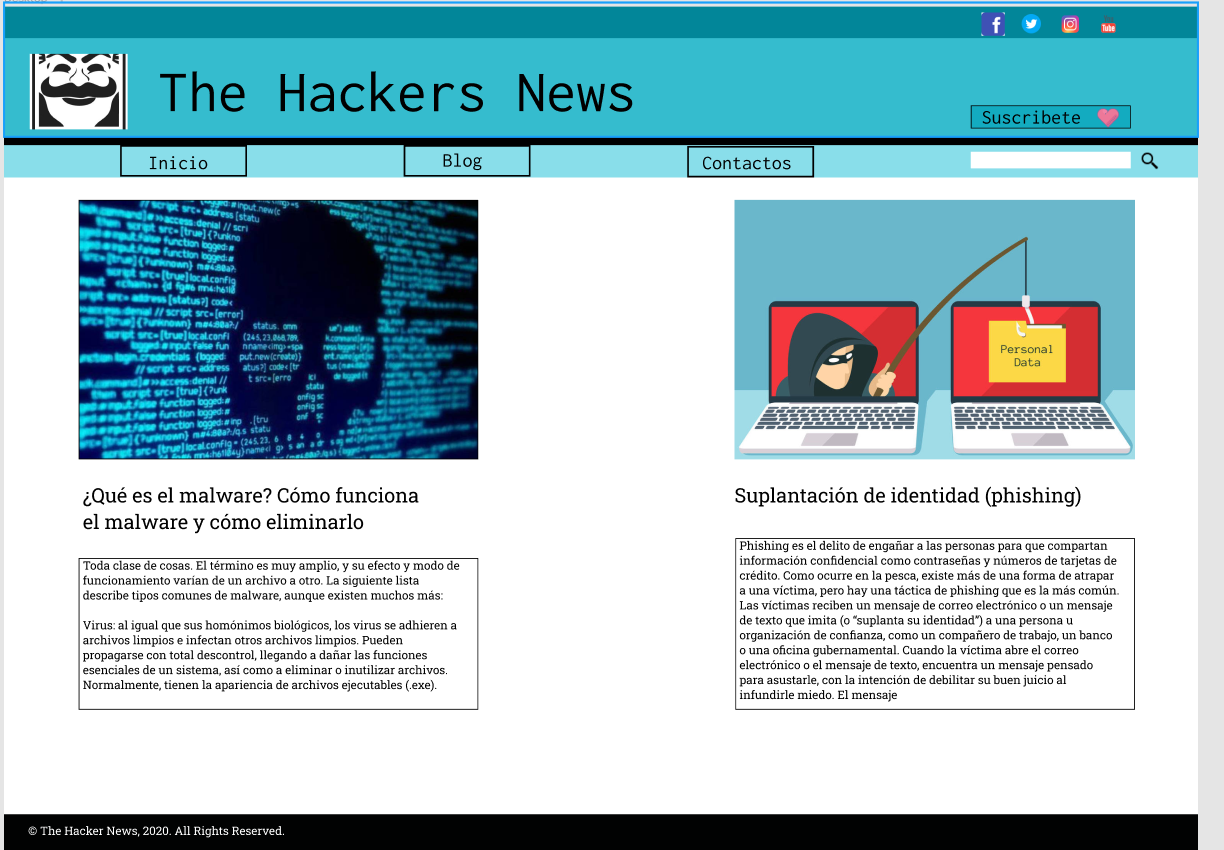 Tube
The Hackers News
Suscribete
Inicio
Blog
Contactos
Personal
Data
¿Qué es el malware? Cómo funciona
el malware y cómo eliminarlo
Suplantación de identidad (phishing)
Toda clase de cosas. El término es muy amplio, y su efecto y modo de
funcionamiento varían de un archivo a otro. La siguiente lista
describe tipos comunes de malware, aunque existen muchos más:
Virus: al igual que sus homónimos biológicos, los virus se adhieren a
archivos limpios e infectan otros archivos limpios. Pueden
propagarse con total descontrol, llegando a dañar las funciones
esenciales de un sistema, así como a eliminar o inutilizar archivos.
Normalmente, tienen la apariencia de archivos ejecutables (.exe).
Phishing es el delito de engañar a las personas para que compartan
información confidencial como contraseñas y números de tarjetas de
crédito. Como ocurre en la pesca, existe más de una forma de atrapar
a una víctima, pero hay una táctica de phishing que es la más común.
Las víctimas reciben un mensaje de correo electrónico o un mensaje
de texto que imita (o “suplanta su identidad”) a una persona u
organización de confianza, como un compañero de trabajo, un banco
o una oficina gubernamental. Cuando la víctima abre el correo
electrónico o el mensaje de texto, encuentra un mensaje pensado
para asustarle, con la intención de debilitar su buen juicio al
infundirle miedo. El mensaje
© The Hacker News, 2020. All Rights Reserved.